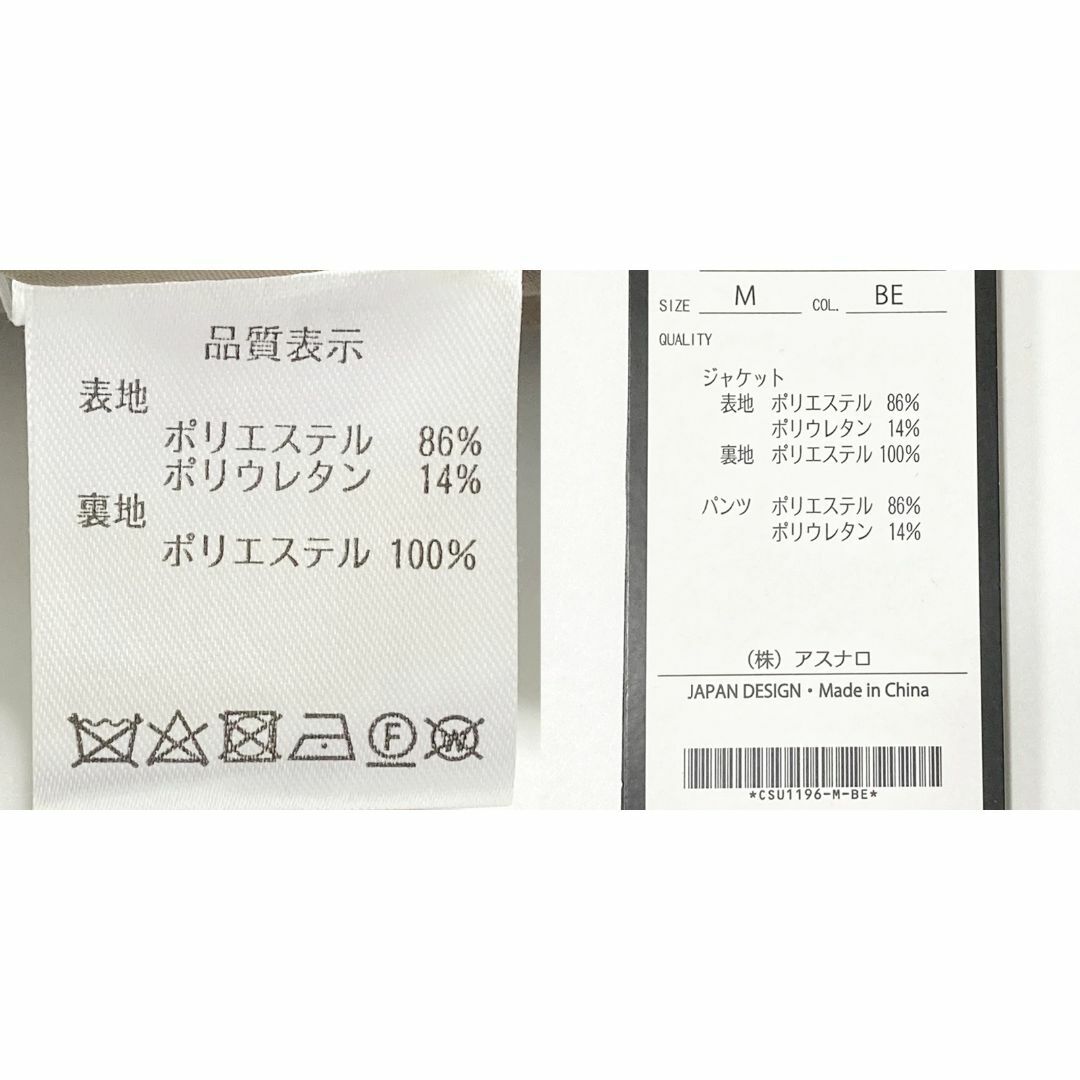 品質表示
表地
ポリエステル 86%
ポリウレタン 14%
裏地
ポリエステル 100%
F W
SIZE M COL. BE
QUALITY
ジャケット
表地 ポリエステル 86%
ポリウレタン 14%
裏地 ポリエステル 100%
パンツ ポリエステル 86%
ポリウレタン 14%
(株) アスナロ
JAPAN DESIGN・Made in China
*CSU1196-M-BE*